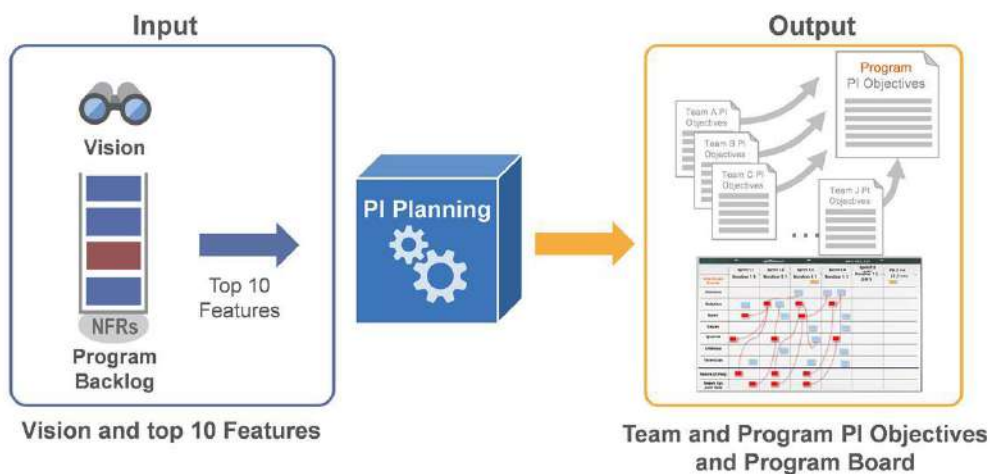 Input
Output
Vision
NFRs
Program
Backlog
Top 10
Features
PI Planning
Program
PI Objectives
Team A PI
Objectives
Team B PI
Objectives
Team C PI
Objectives
Team J PI
Objectives
....
Vision and top 10 Features
Team and Program PI Objectives
and Program Board